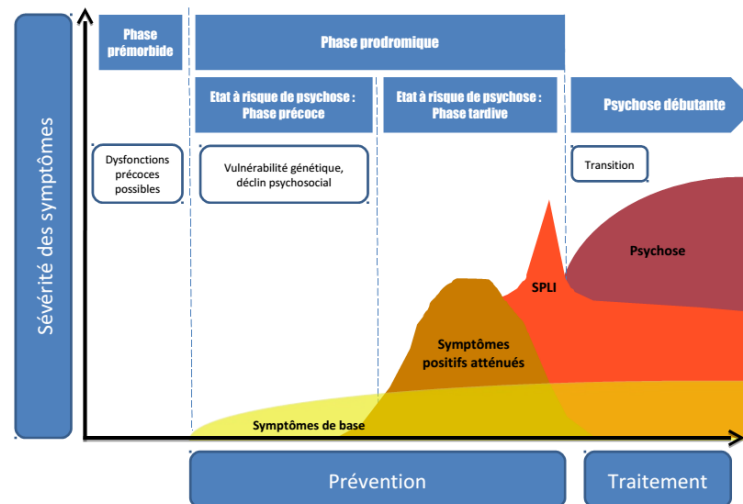 Phase
prémorbide
Phase prodromique
Etat à risque de psychose :
Phase précoce
Etat à risque de psychose :
Phase tardive
Psychose débutante
Dysfonctions
précoces
possibles
Vulnérabilité génétique,
déclin psychosocial
Transition
Sévérité des symptômes
Psychose
SPLI
Symptômes
positifs atténués
Symptômes de base
Prévention
Traitement